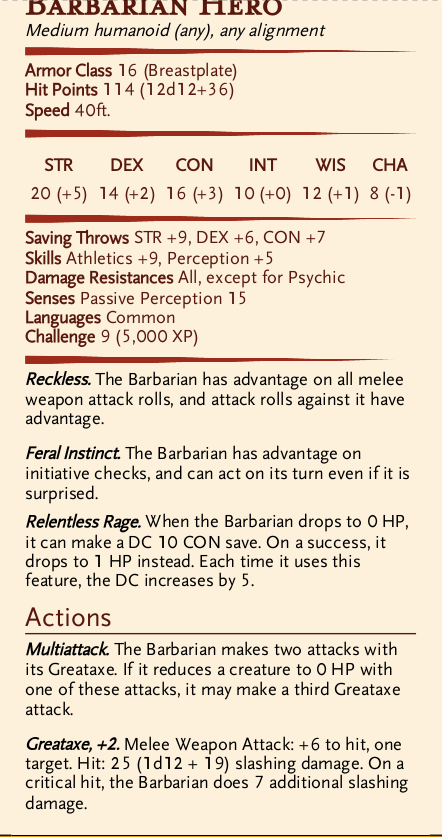 BARBARIAN HERO
Medium humanoid (any), any alignment
Armor Class 16 (Breastplate)
Hit Points 114 (12d12+36)
Speed 40ft.
STR DEX CON INT WIS CHA
20 (+5) 14 (+2) 16 (+3) 10 (+0) 12 (+1) 8 (-1)
Saving Throws STR +9, DEX +6, CON +7
Skills Athletics +9, Perception +5
Damage Resistances All, except for Psychic
Senses Passive Perception 15
Languages Common
Challenge 9 (5,000 XP)
Reckless. The Barbarian has advantage on all melee
weapon attack rolls, and attack rolls against it have
advantage.
Feral Instinct. The Barbarian has advantage on
initiative checks, and can act on its turn even if it is
surprised.
Relentless Rage. When the Barbarian drops to 0 HP,
it can make a DC 10 CON save. On a success, it
drops to 1 HP instead. Each time it uses this
feature, the DC increases by 5.
Actions
Multiattack. The Barbarian makes two attacks with
its Greataxe. If it reduces a creature to 0 HP with
one of these attacks, it may make a third Greataxe
attack.
Greataxe, +2. Melee Weapon Attack: +6 to hit, one
target. Hit: 25 (1d12 + 19) slashing damage. On a
critical hit, the Barbarian does 7 additional slashing
damage.